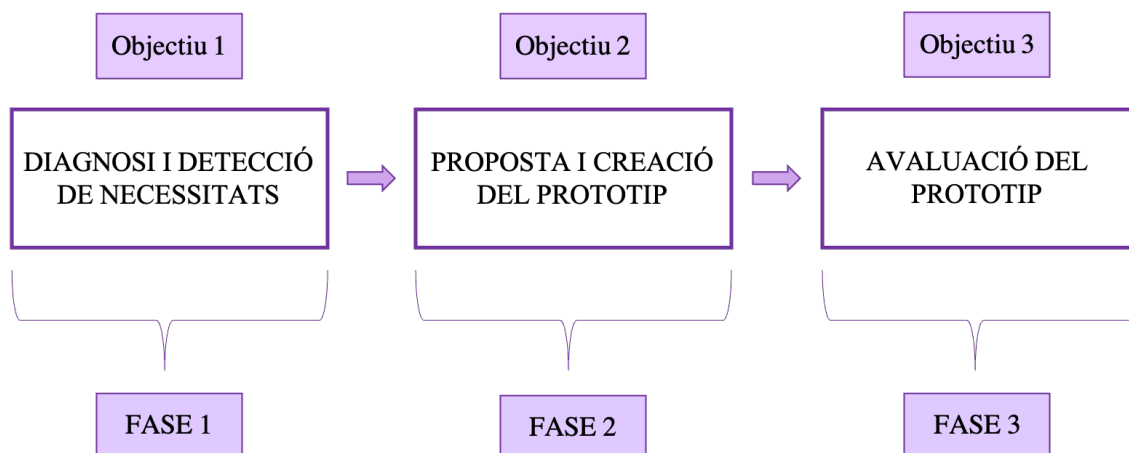 Objectiu 1
Objectiu 2
Objectiu 3
DIAGNOSI I DETECCIÓ
DE NECESSITATS
PROPOSTA I CREACIÓ
DEL PROTOTIP
AVALUACIÓ DEL
PROTOTIP
FASE 1
FASE 2
FASE 3